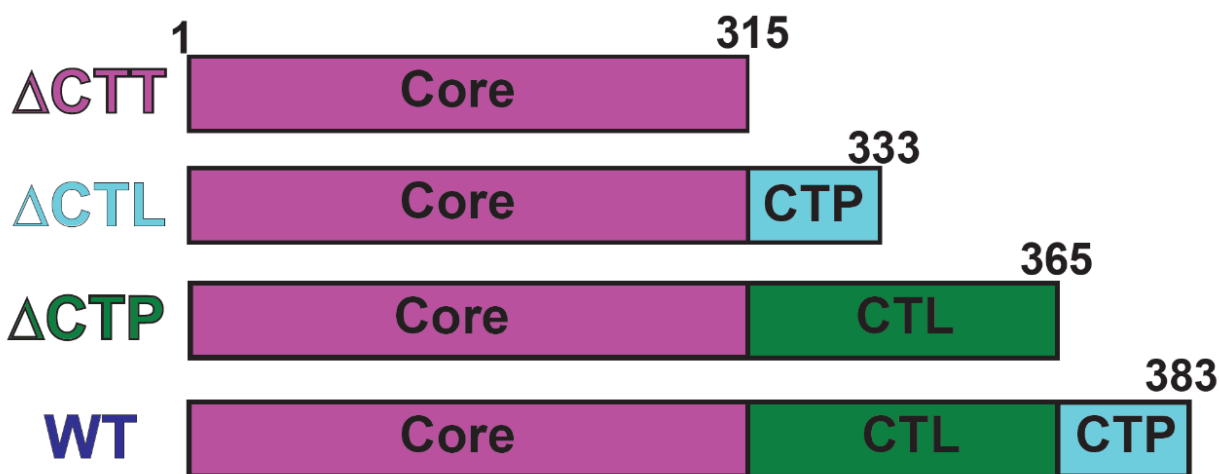 1 315
ΔCTT Core
333
ΔCTL Core CTP
365
ΔCTP Core CTL
383
WT Core CTL CTP